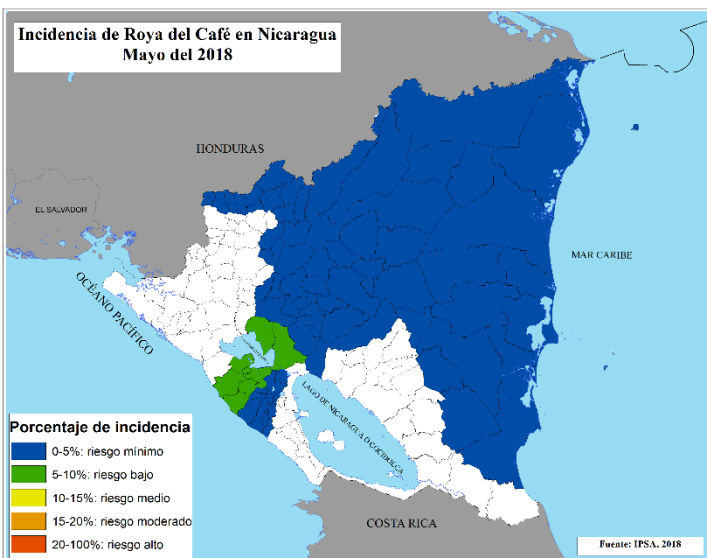 Incidencia de Roya del Café en Nicaragua
Mayo del 2018
HONDURAS
EL SALVADOR
MAR CARIBE
OCÉANO PACÍFICO
LAGO DE NICARAGUA O COCIBOLCA
Porcentaje de incidencia
0-5%: riesgo mínimo
5-10%: riesgo bajo
10-15%: riesgo medio
15-20%: riesgo moderado
20-100%: riesgo alto
COSTA RICA
Fuente: IPSA, 2018